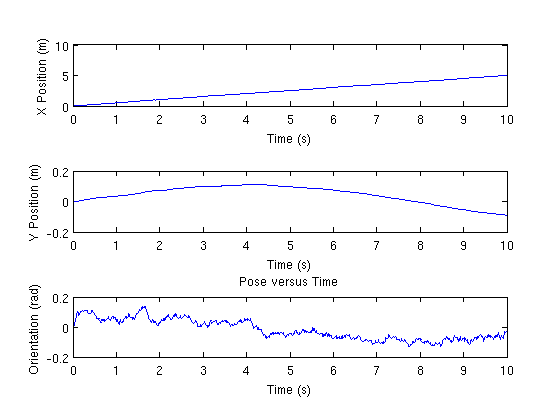 10
5
0
X Position (m)
0 1 2 3 4 5 6 7 8 9 10
Time (s)
0.2
0
-0.2
Y Position (m)
0 1 2 3 4 5 6 7 8 9 10
Time (s)
Pose versus Time
0.2
0
-0.2
Orientation (rad)
0 1 2 3 4 5 6 7 8 9 10
Time (s)